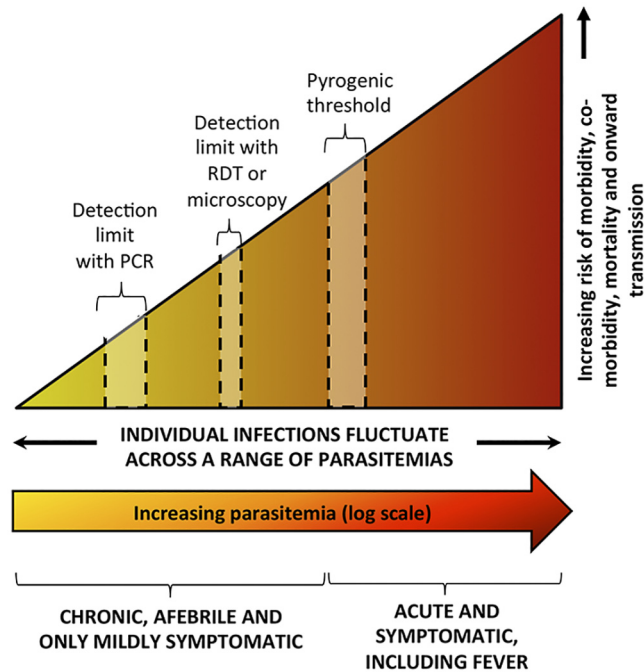 Pyrogenic
threshold
Detection
limit with
RDT or
microscopy
Detection
limit
with PCR
Increasing risk of morbidity, co-
morbidity, mortality and onward
transmission
INDIVIDUAL INFECTIONS FLUCTUATE
ACROSS A RANGE OF PARASITEMIAS
Increasing parasitemia (log scale)
CHRONIC, AFEBRILE AND
ONLY MILDLY SYMPTOMATIC
ACUTE AND
SYMPTOMATIC,
INCLUDING FEVER